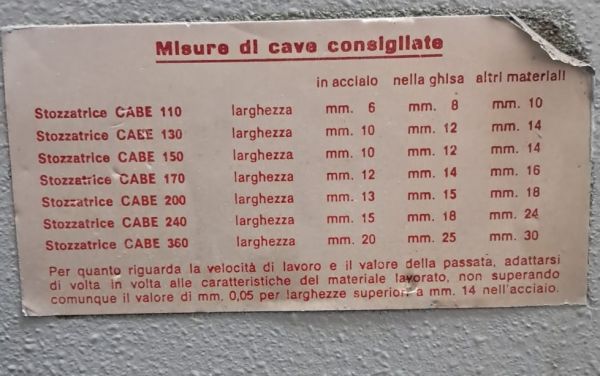 Misure di cave consigliate
in acciaio nella ghisa altri materiali
Stozzatrice CABE 110 larghezza mm. 6 mm. 8 mm. 10
Stozzatrice CABE 130 larghezza mm. 10 mm. 12 mm. 14
Stozzatrice CABE 150 larghezza mm. 10 mm. 12 mm. 14
Stozzatrice CABE 170 larghezza mm. 12 mm. 14 mm. 16
Stozzatrice CABE 200 larghezza mm. 13 mm. 15 mm. 18
Stozzatrice CABE 240 larghezza mm. 15 mm. 18 mm. 24
Stozzatrice CABE 360 larghezza mm. 20 mm. 25 mm. 30
Per quanto riguarda la velocità di lavoro e il valore della passata, adattarsi
di volta in volta alle caratteristiche del materiale lavorato, non superando
comunque il valore di mm. 0,05 per larghezze superiori a mm. 14 nell'acciaio.